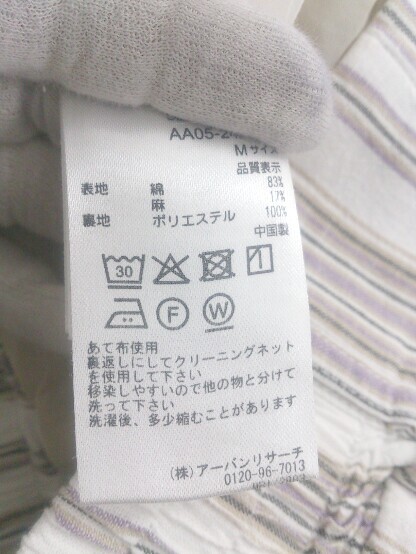 AA05-24
Mサイズ
品質表示
表地 綿 83%
麻 17%
裏地 ポリエステル 100%
中国製
30
F W
あて布使用
裏返しにしてクリーニングネット
を使用して下さい
移染しやすいので他の物と分けて
洗って下さい
洗濯後、多少縮むことがあります
(株)アーバンリサーチ
0120-96-7013